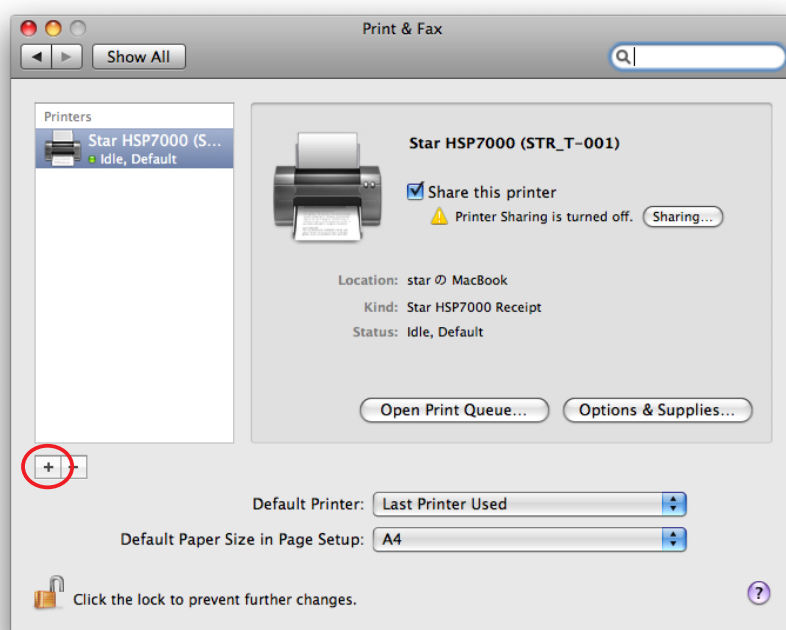 Print & Fax
Show All
Printers
Star HSP7000 (S...
Idle, Default
Star HSP7000 (STR_T-001)
Share this printer
Printer Sharing is turned off. Sharing...
Location: star の MacBook
Kind: Star HSP7000 Receipt
Status: Idle, Default
Open Print Queue... Options & Supplies...
+ −
Default Printer: Last Printer Used
Default Paper Size in Page Setup: A4
Click the lock to prevent further changes. ?